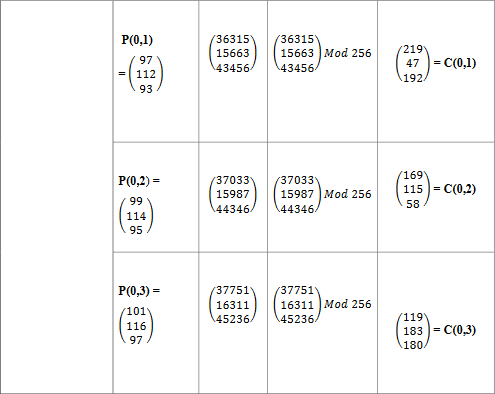 P(0,1)
= (97 112 93)
(36315 15663 43456)
(36315 15663 43456) Mod 256
(219 47 192) = C(0,1)
P(0,2) =
(99 114 95)
(37033 15987 44346)
(37033 15987 44346) Mod 256
(169 115 58) = C(0,2)
P(0,3) =
(101 116 97)
(37751 16311 45236)
(37751 16311 45236) Mod 256
(119 183 180) = C(0,3)